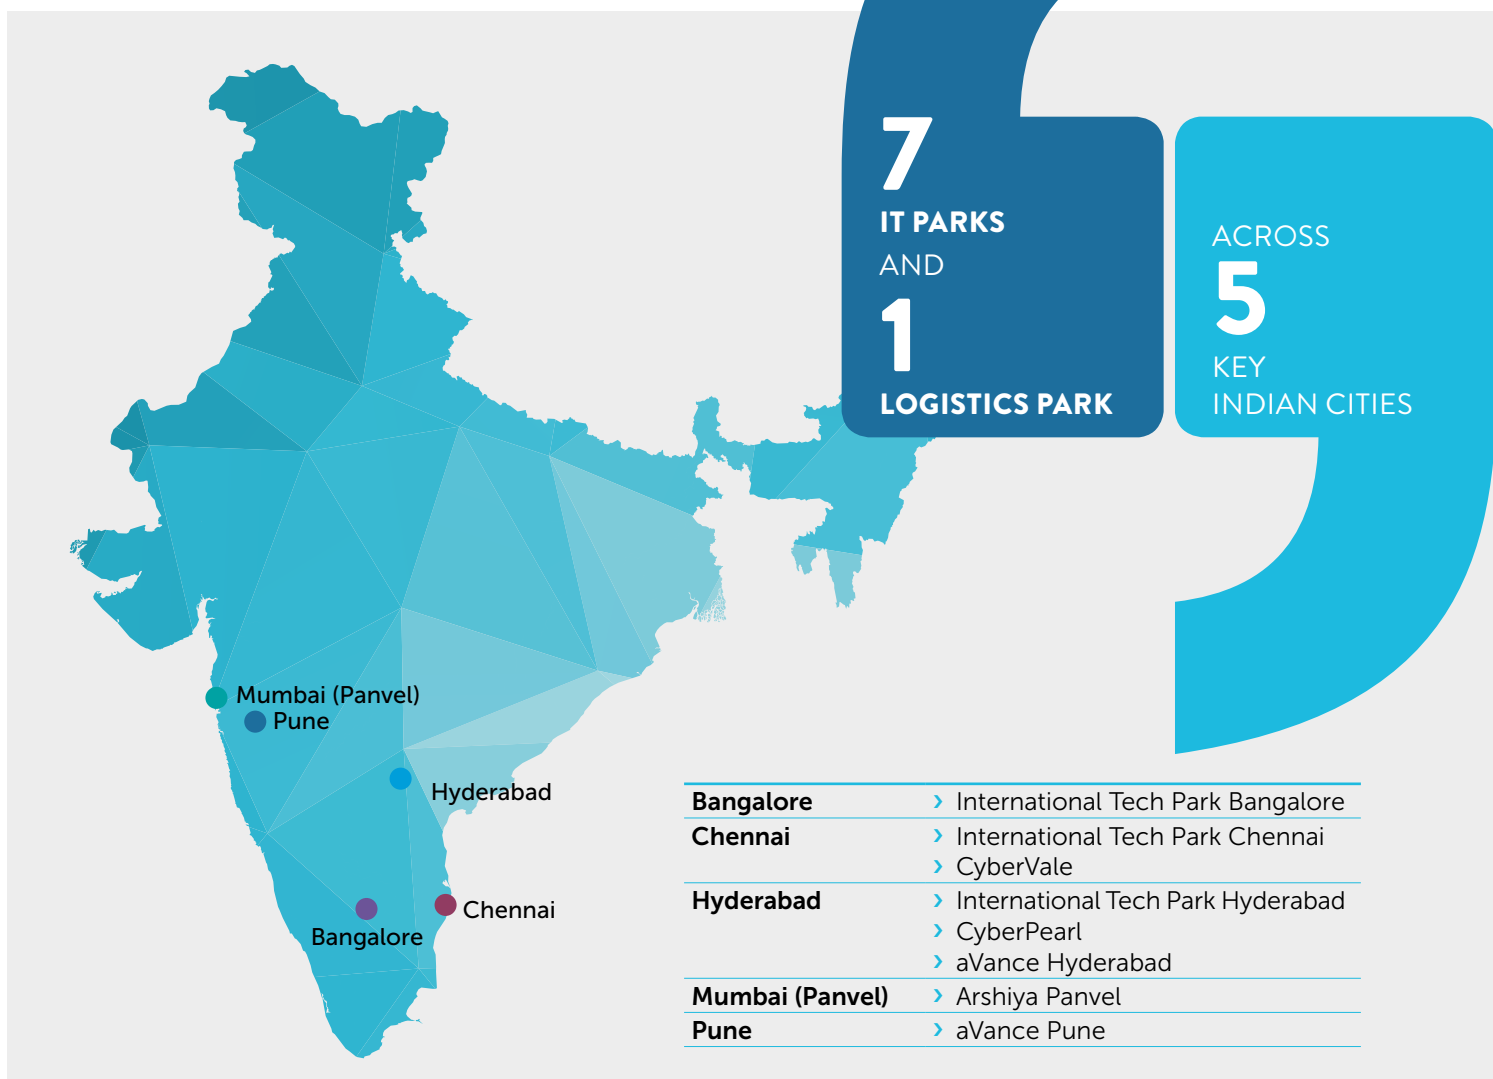 7
IT PARKS
AND
1
LOGISTICS PARK
ACROSS
5
KEY
INDIAN CITIES
Mumbai (Panvel)
Pune
Hyderabad
Chennai
Bangalore
Bangalore › International Tech Park Bangalore
Chennai › International Tech Park Chennai
› CyberVale
Hyderabad › International Tech Park Hyderabad
› CyberPearl
› aVance Hyderabad
Mumbai (Panvel) › Arshiya Panvel
Pune › aVance Pune